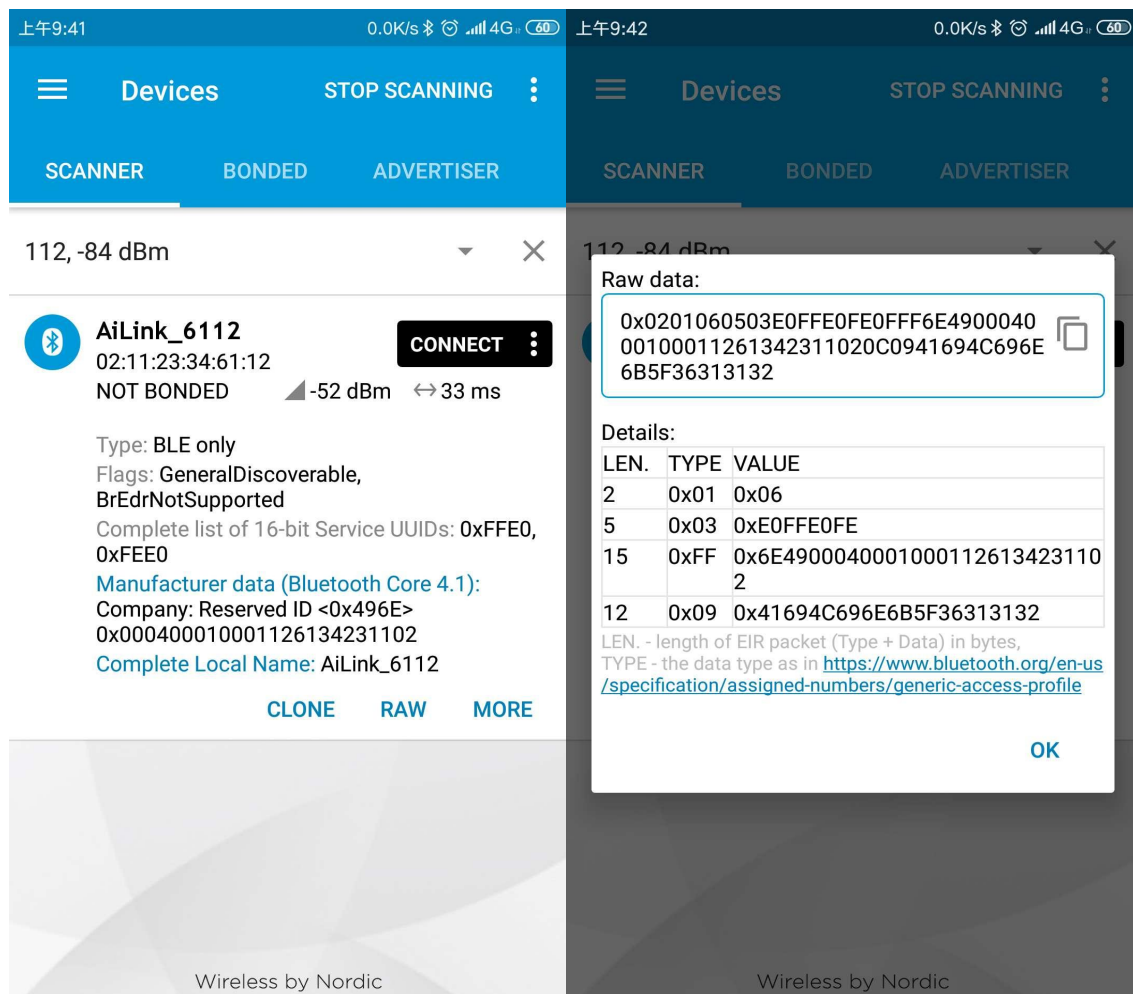 上午9:41
0.0K/s 4G 60
Devices
STOP SCANNING
SCANNER
BONDED
ADVERTISER
112, -84 dBm
AiLink_6112
CONNECT
02:11:23:34:61:12
NOT BONDED
-52 dBm
33 ms
Type: BLE only
Flags: GeneralDiscoverable,
BrEdrNotSupported
Complete list of 16-bit Service UUIDs: 0xFFE0,
0xFEE0
Manufacturer data (Bluetooth Core 4.1):
Company: Reserved ID <0x496E>
0x000400010001126134231102
Complete Local Name: AiLink_6112
CLONE
RAW
MORE
Wireless by Nordic
上午9:42
0.0K/s 4G 60
Devices
STOP SCANNING
SCANNER
BONDED
ADVERTISER
112, -84 dBm
Raw data:
0x0201060503E0FFE0FE0FFF6E4900040
00100011261342311020C0941694C696E
6B5F36313132
Details:
LEN. TYPE VALUE
2 0x01 0x06
5 0x03 0xE0FFE0FE
15 0xFF 0x6E4900040001000112613423110
2
12 0x09 0x41694C696E6B5F36313132
LEN. - length of EIR packet (Type + Data) in bytes,
TYPE - the data type as in https://www.bluetooth.org/en-us
/specification/assigned-numbers/generic-access-profile
OK
Wireless by Nordic